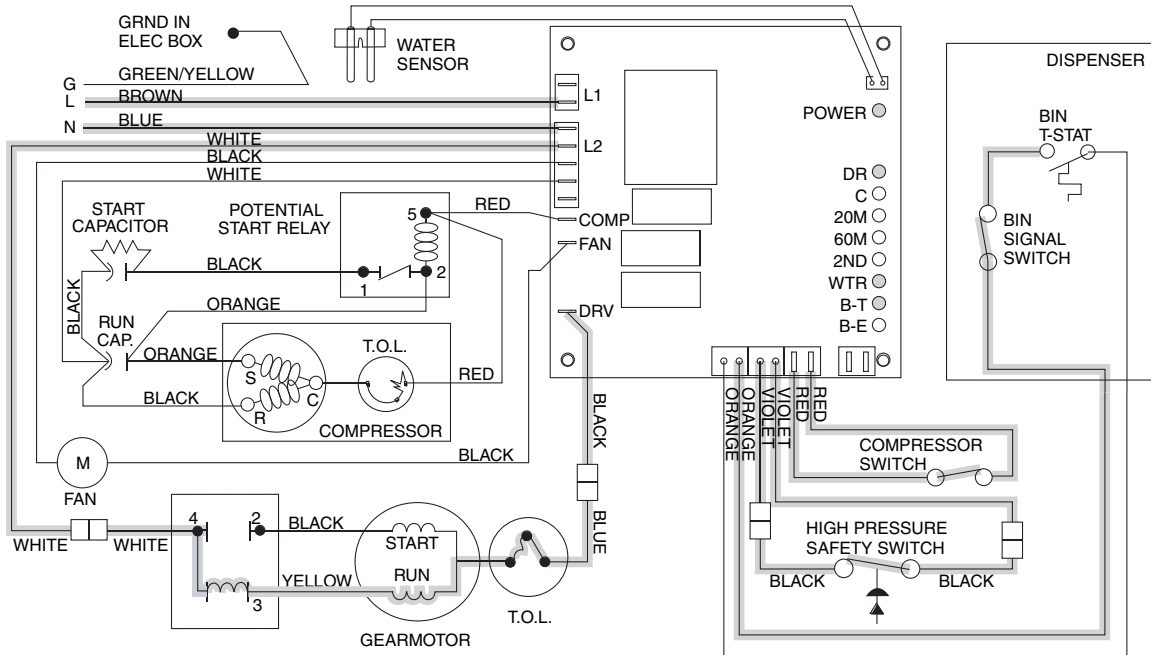 GRND IN
ELEC BOX
WATER
SENSOR
DISPENSER
G GREEN/YELLOW
L BROWN
L1
POWER
BIN
T-STAT
N BLUE
WHITE
L2
BLACK
WHITE
DR
C
START
CAPACITOR
POTENTIAL
START RELAY
5
RED
COMP
20M
BIN
SIGNAL
SWITCH
FAN
60M
2ND
BLACK
1
2
WTR
BLACK
ORANGE
B-T
DRV
B-E
RUN
CAP.
ORANGE
T.O.L.
S
RED
C
BLACK
R
COMPRESSOR
ORANGE
ORANGE
VIOLET
VIOLET
RED
RED
BLACK
COMPRESSOR
SWITCH
M
BLACK
FAN
4
2
BLACK
START
BLUE
HIGH PRESSURE
SAFETY SWITCH
WHITE
WHITE
YELLOW
RUN
BLACK
BLACK
3
T.O.L.
GEARMOTOR